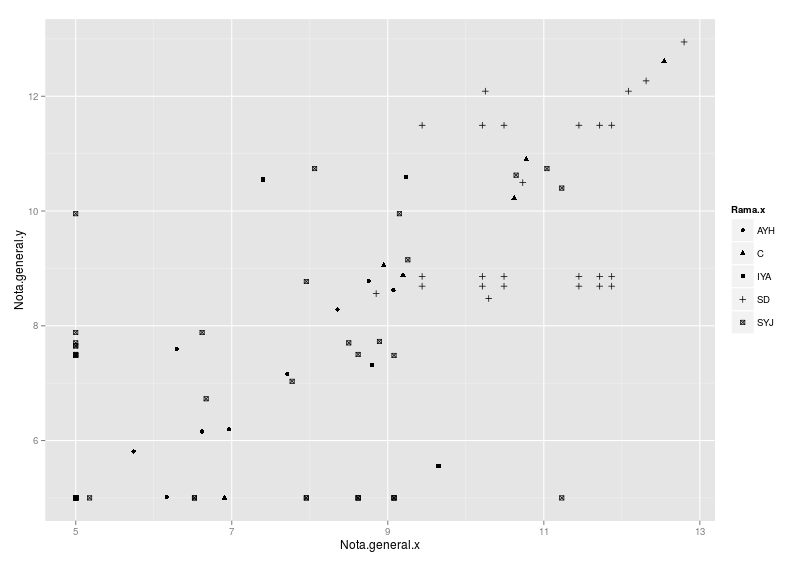 12
10
8
6
Nota.general.y
5
7
9
11
13
Nota.general.x
Rama.x
AYH
C
IYA
SD
SYJ